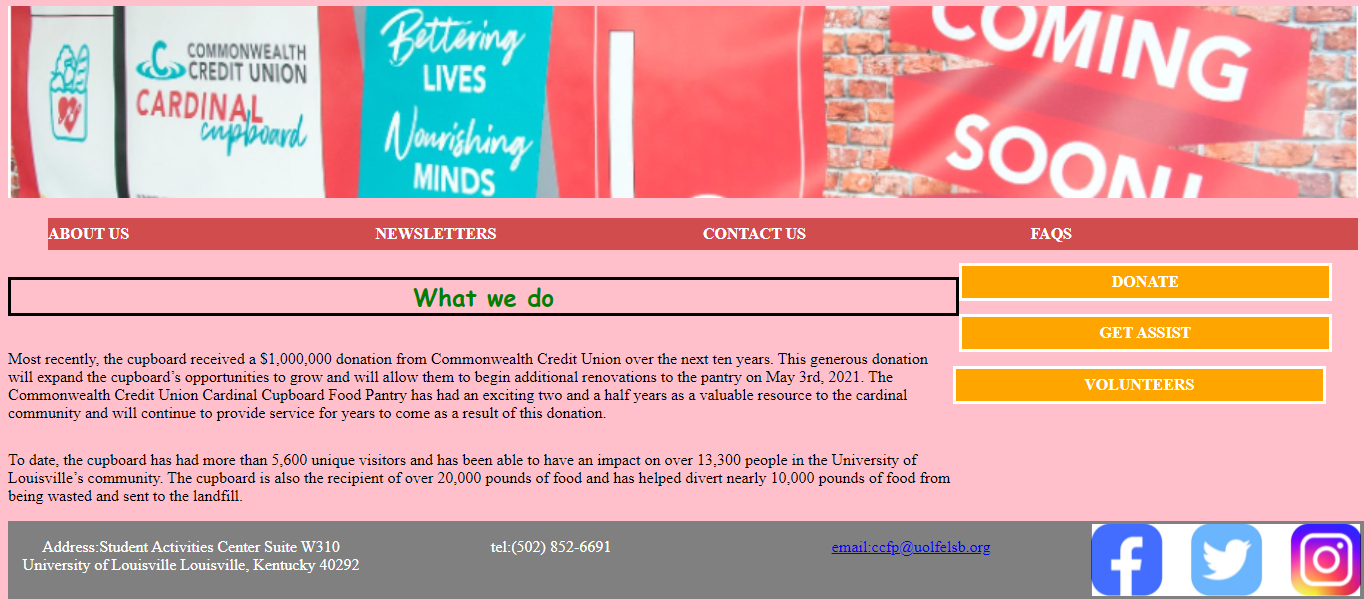 COMMONWEALTH
CREDIT UNION
CARDINAL
cupboard
Bettering
LIVES
Nourishing
MINDS
COMING
SOON!
ABOUT US
NEWSLETTERS
CONTACT US
FAQS
DONATE
What we do
GET ASSIST
VOLUNTEERS
Most recently, the cupboard received a $1,000,000 donation from Commonwealth Credit Union over the next ten years. This generous donation
will expand the cupboard’s opportunities to grow and will allow them to begin additional renovations to the pantry on May 3rd, 2021. The
Commonwealth Credit Union Cardinal Cupboard Food Pantry has had an exciting two and a half years as a valuable resource to the cardinal
community and will continue to provide service for years to come as a result of this donation.
To date, the cupboard has had more than 5,600 unique visitors and has been able to have an impact on over 13,300 people in the University of
Louisville’s community. The cupboard is also the recipient of over 20,000 pounds of food and has helped divert nearly 10,000 pounds of food from
being wasted and sent to the landfill.
Address:Student Activities Center Suite W310
University of Louisville Louisville, Kentucky 40292
tel:(502) 852-6691
email:ccfp@uolfelsb.org